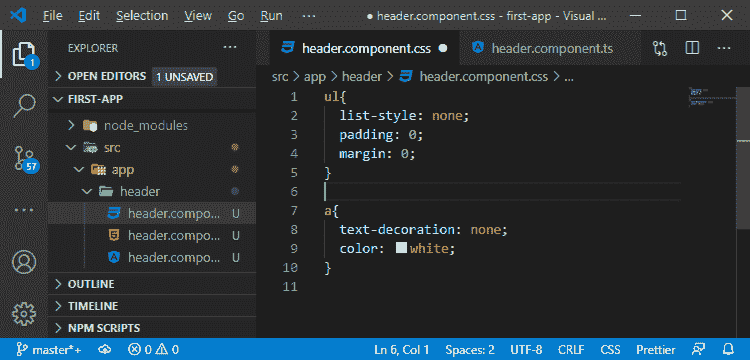 File Edit Selection View Go Run ··· ● header.component.css - first-app - Visual ...
EXPLORER ···
OPEN EDITORS 1 UNSAVED
FIRST-APP
node_modules
src
app
header
header.compo... U
header.compo... U
header.compo... U
OUTLINE
TIMELINE
NPM SCRIPTS
1
57
header.component.css ● header.component.ts ···
src > app > header > header.component.css > ...
1 ul{
2 list-style: none;
3 padding: 0;
4 margin: 0;
5 }
6
7 a{
8 text-decoration: none;
9 color: white;
10 }
11
master*+ 0 0 Ln 6, Col 1 Spaces: 2 UTF-8 CRLF CSS Prettier